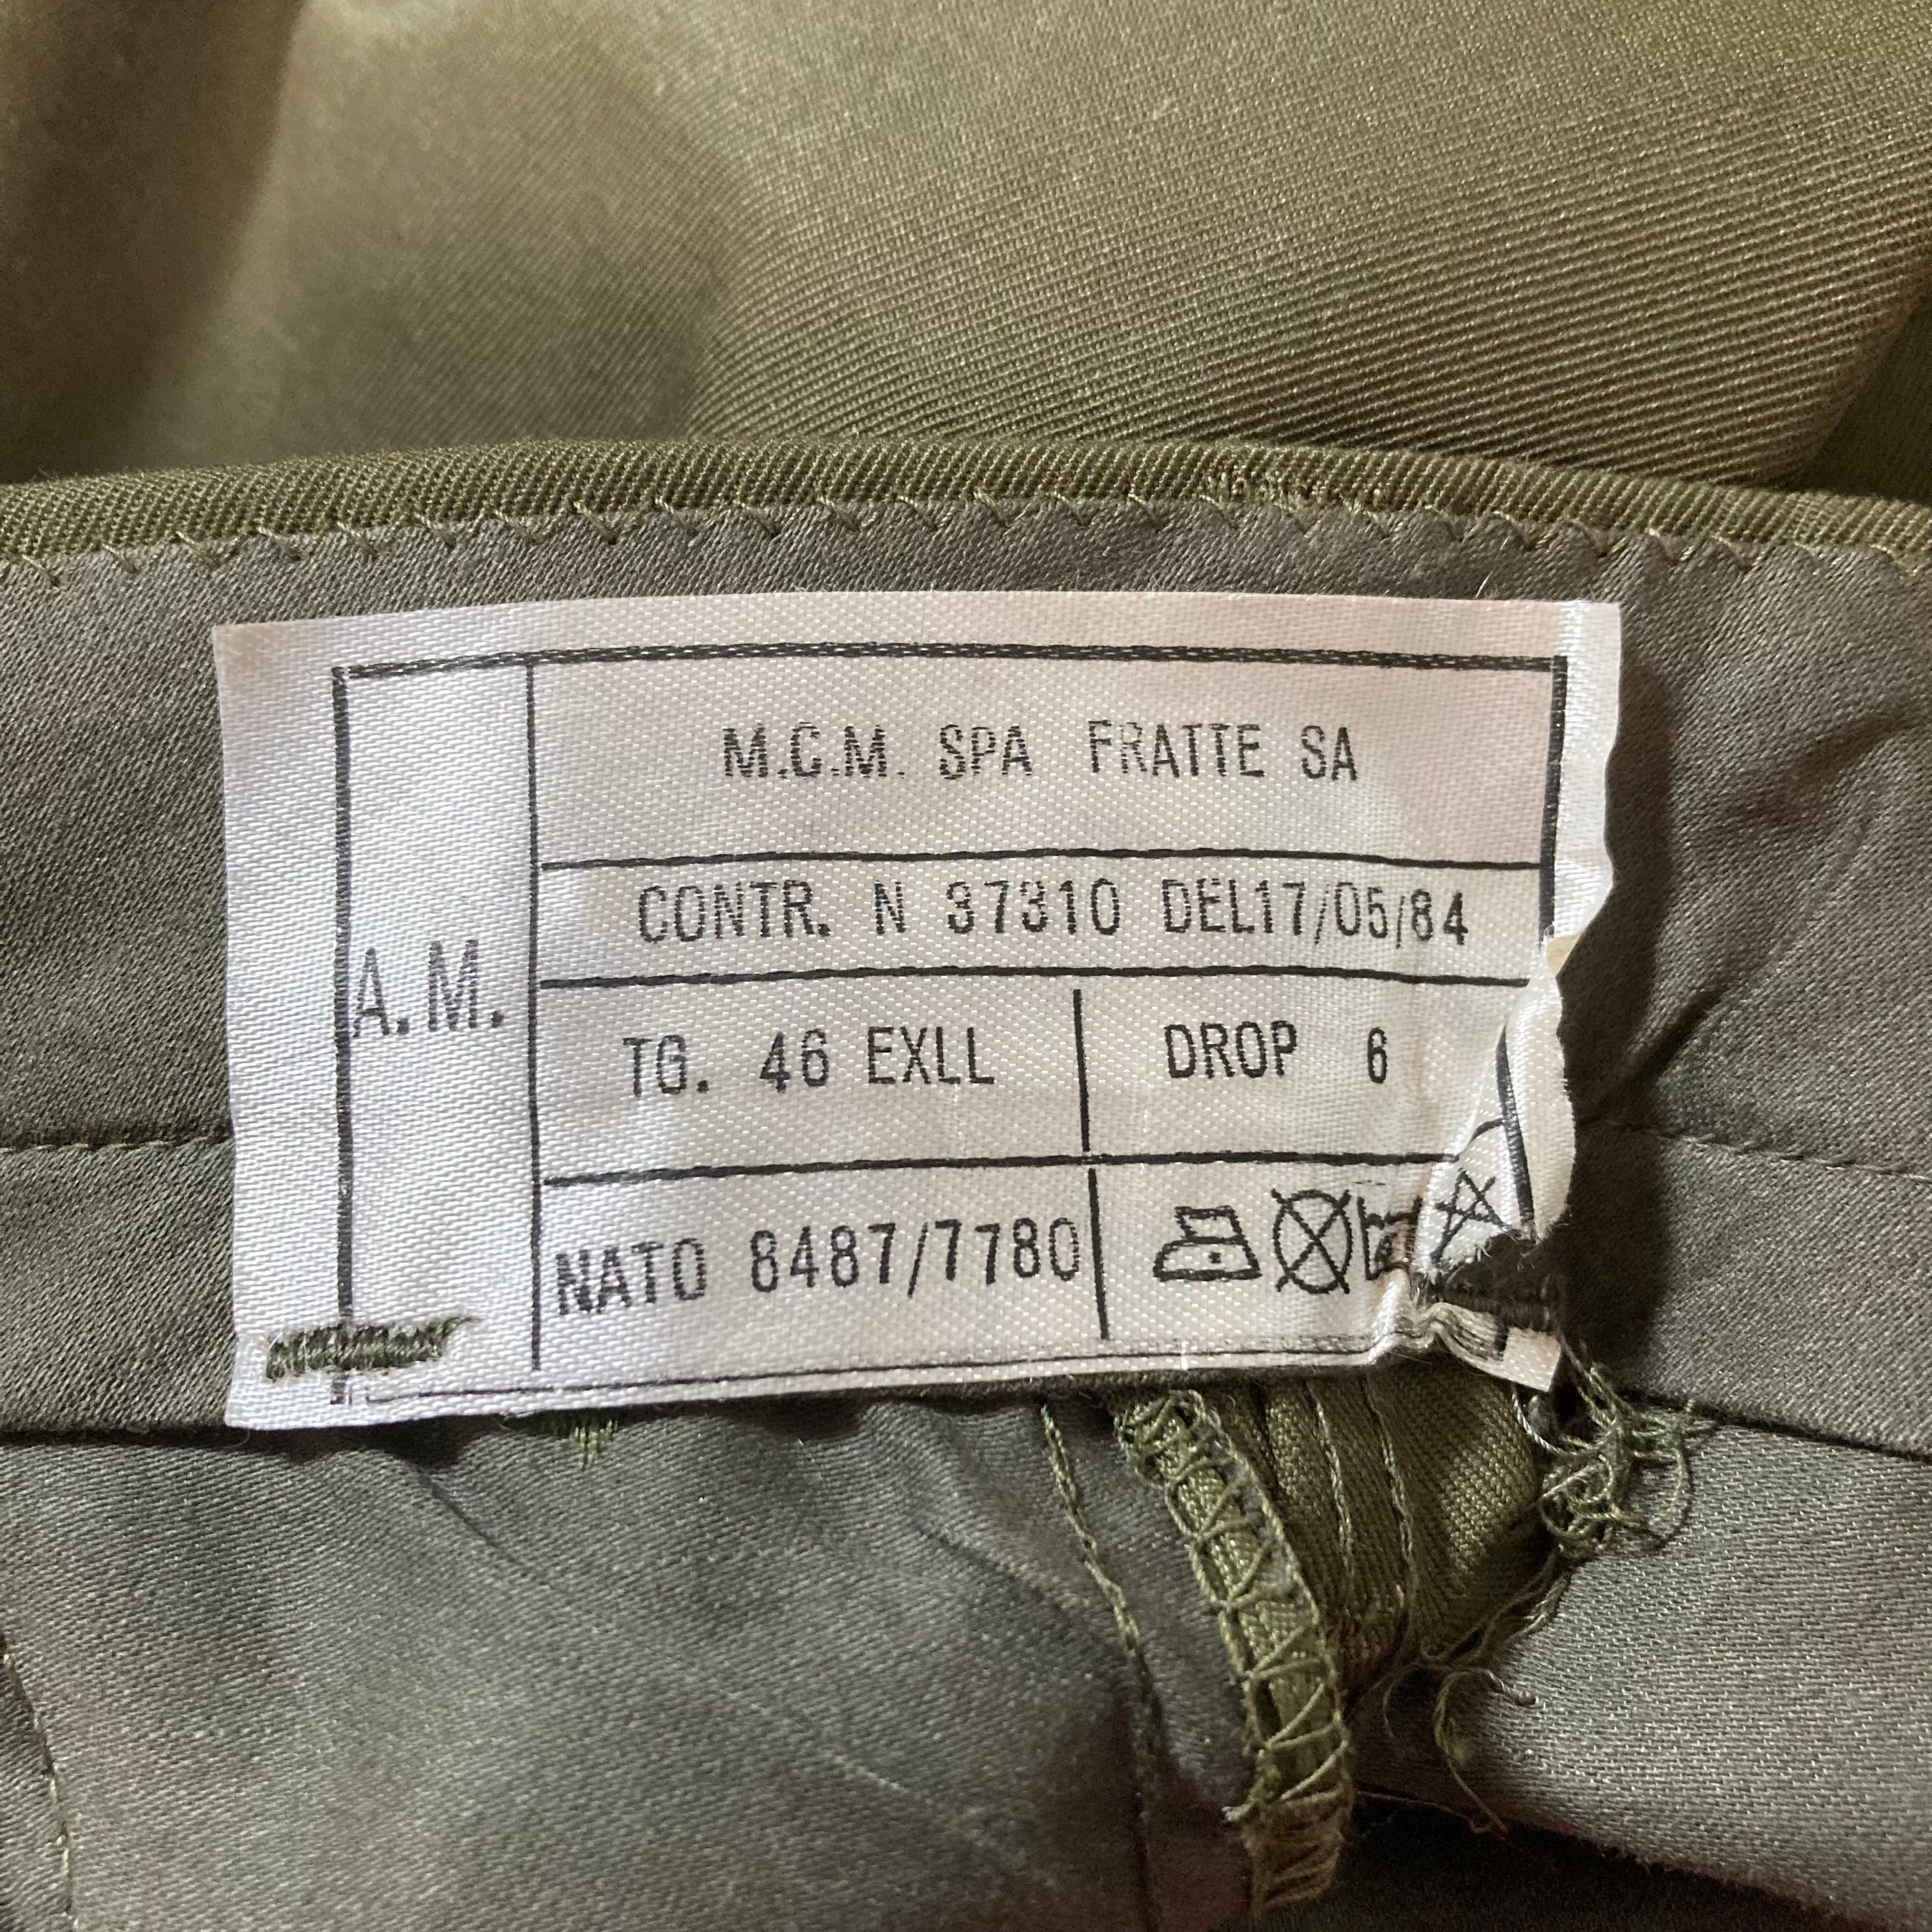 A.M.
M.C.M. SPA FRATTE SA
CONTR. N 37310 DEL17/05/84
TG. 46 EXLL DROP 6
NATO 8487/7780